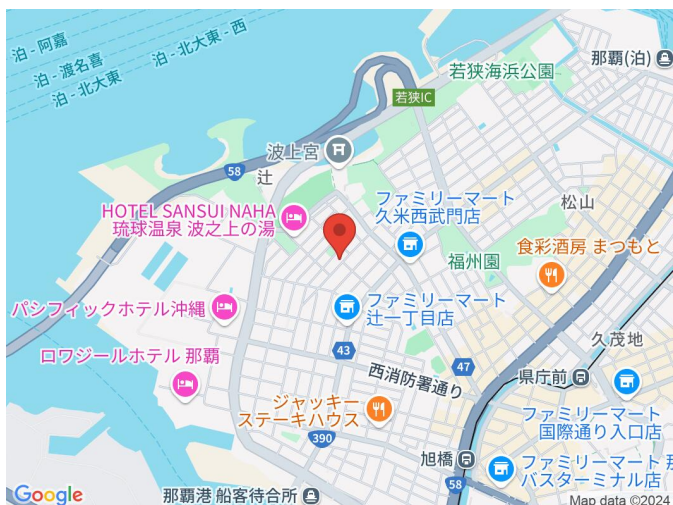 泊 - 阿嘉
泊 - 渡名喜
泊 - 北大東 - 西
泊 - 北大東
那覇(泊)
若狭海浜公園
若狭IC
波上宮
58
辻
HOTEL SANSUI NAHA
琉球温泉 波之上の湯
ファミリーマート
久米西武門店
松山
福州園
食彩酒房 まつもと
パシフィックホテル沖縄
ファミリーマート
辻一丁目店
久茂地
ロワジールホテル 那覇
43
47
西消防署通り
県庁前
ジャッキー
ステーキハウス
ファミリーマート
国際通り入口店
390
旭橋
ファミリーマート 那
バスターミナル店
58
Google
那覇港 船客待合所
Map data ©2024